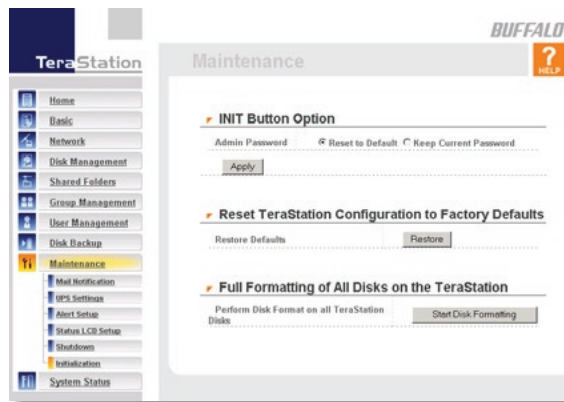 BUFFALO
TeraStation
Maintenance
?
HELP
Home
Basic
Network
Disk Management
Shared Folders
Group Management
User Management
Disk Backup
Maintenance
Mail Notification
UPS Settings
Alert Setup
Status LCD Setup
Shutdown
Initialization
System Status
INIT Button Option
Admin Password Reset to Default Keep Current Password
Apply
Reset TeraStation Configuration to Factory Defaults
Restore Defaults Restore
Full Formatting of All Disks on the TeraStation
Perform Disk Format on all TeraStation
Disks
Start Disk Formatting